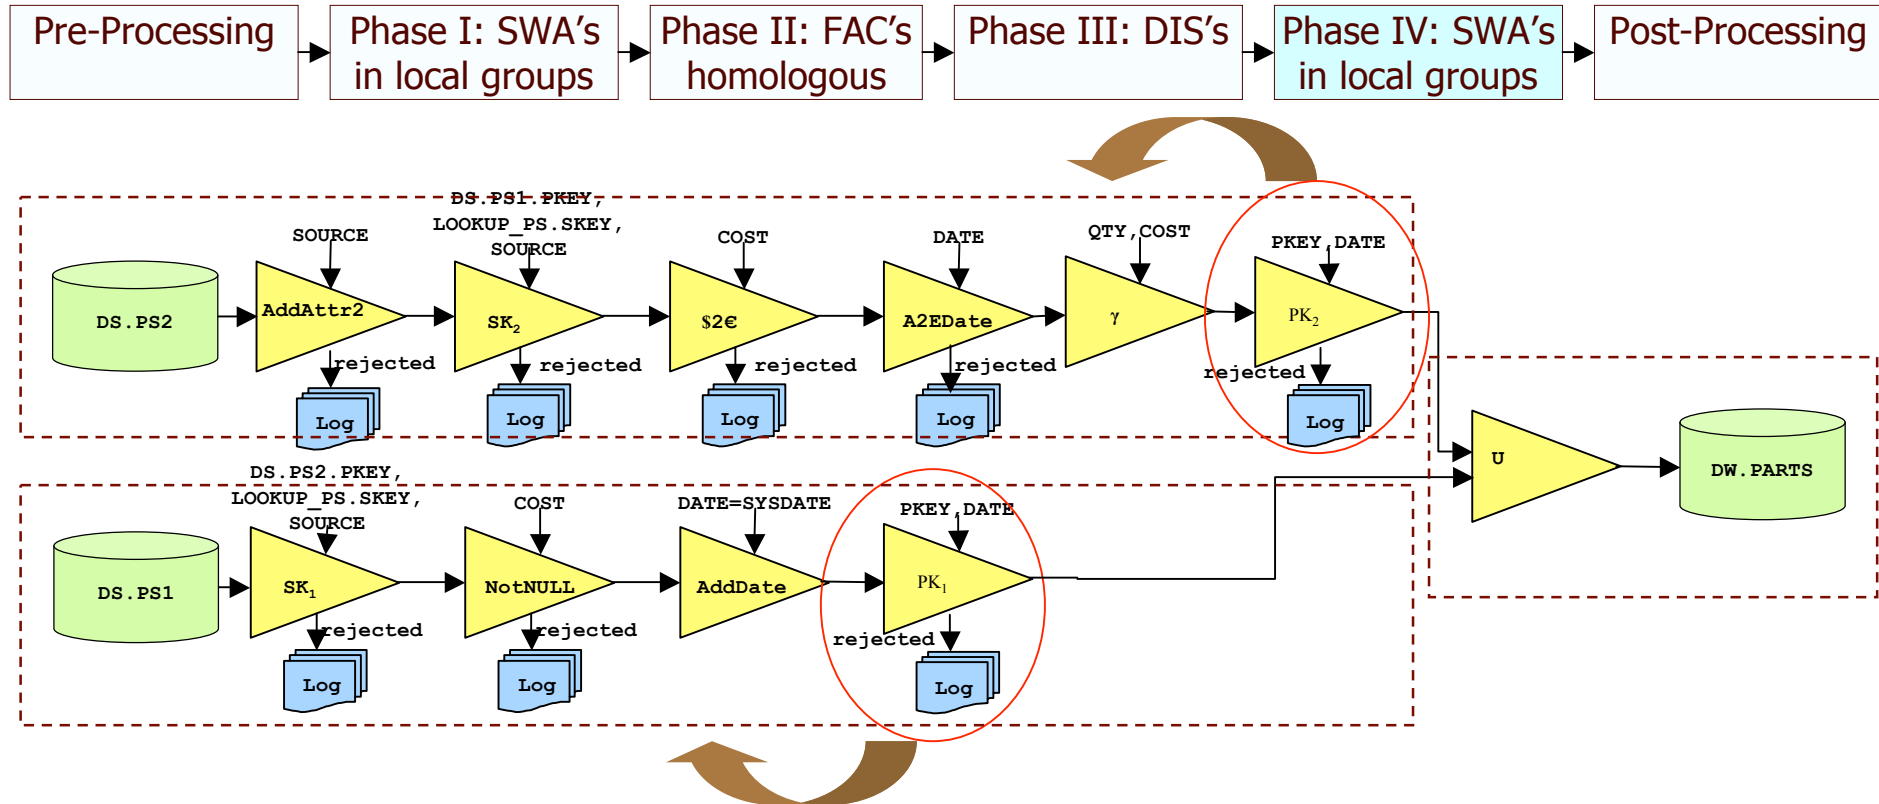 Pre-Processing
Phase I: SWA's
in local groups
Phase II: FAC's
homologous
Phase III: DIS's
Phase IV: SWA's
in local groups
Post-Processing
DS.PS1.PKEY,
LOOKUP_PS.SKEY,
SOURCE
SOURCE
COST
DATE
QTY,COST
PKEY,DATE
DS.PS2
AddAttr2
SK2
$2€
A2EDate
γ
PK2
rejected
rejected
rejected
rejected
rejected
Log
Log
Log
Log
Log
U
DW.PARTS
DS.PS2.PKEY,
LOOKUP_PS.SKEY,
SOURCE
COST
DATE=SYSDATE
PKEY,DATE
DS.PS1
SK1
NotNULL
AddDate
PK1
rejected
rejected
rejected
Log
Log
Log